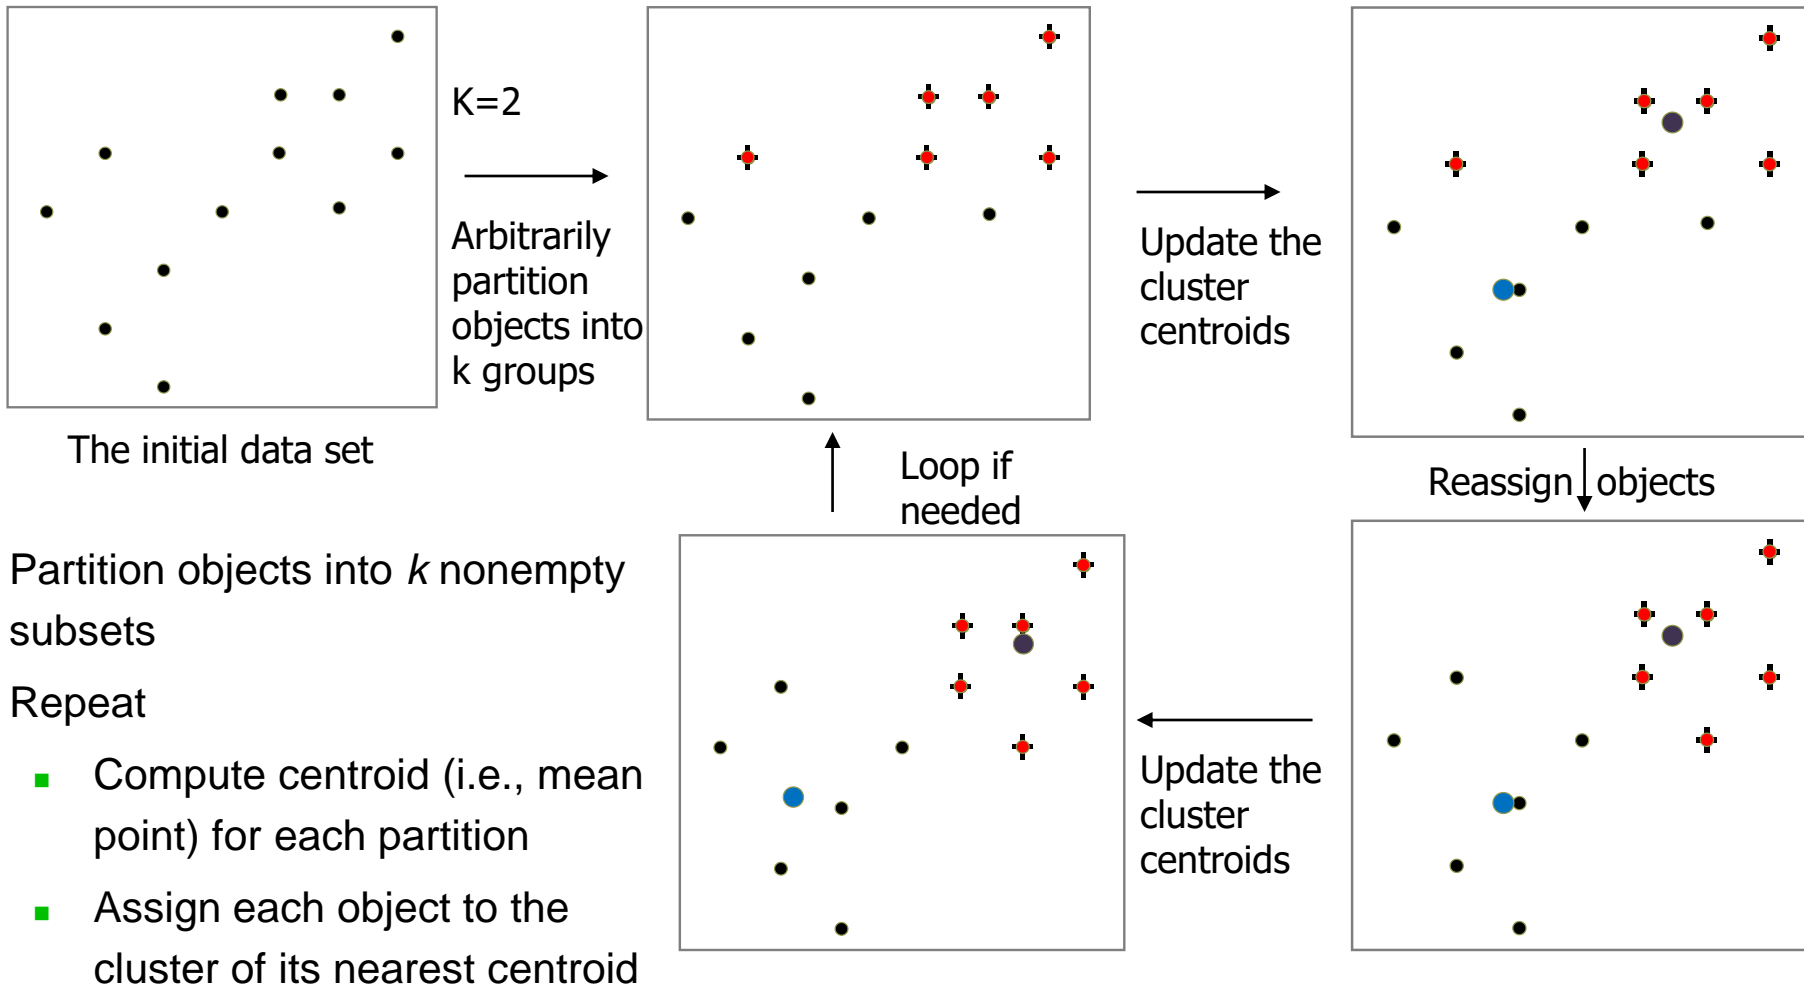 K=2
Arbitrarily
partition
objects into
k groups
Update the
cluster
centroids
The initial data set
Loop if
needed
Reassign objects
Partition objects into k nonempty
subsets
Repeat
Compute centroid (i.e., mean
point) for each partition
Assign each object to the
cluster of its nearest centroid
Update the
cluster
centroids